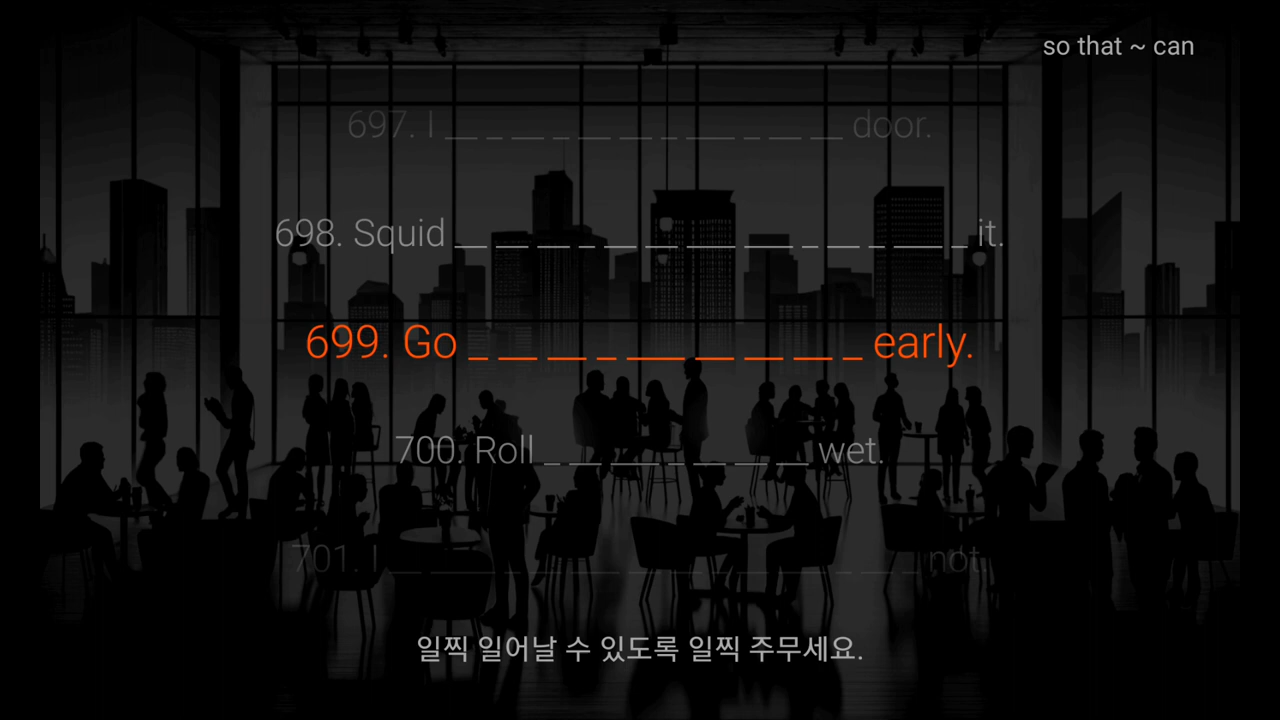 so that ~ can
697. I _ _ _ _ _ _ _ _ _ _ _ door.
698. Squid _ _ _ _ _ _ _ _ _ _ _ _ _ it.
699. Go _ _ _ _ _ _ _ _ _ early.
700. Roll _ _ _ _ _ _ _ _ wet.
701. I _ _ _ _ _ _ _ _ _ _ _ not.
일찍 일어날 수 있도록 일찍 주무세요.